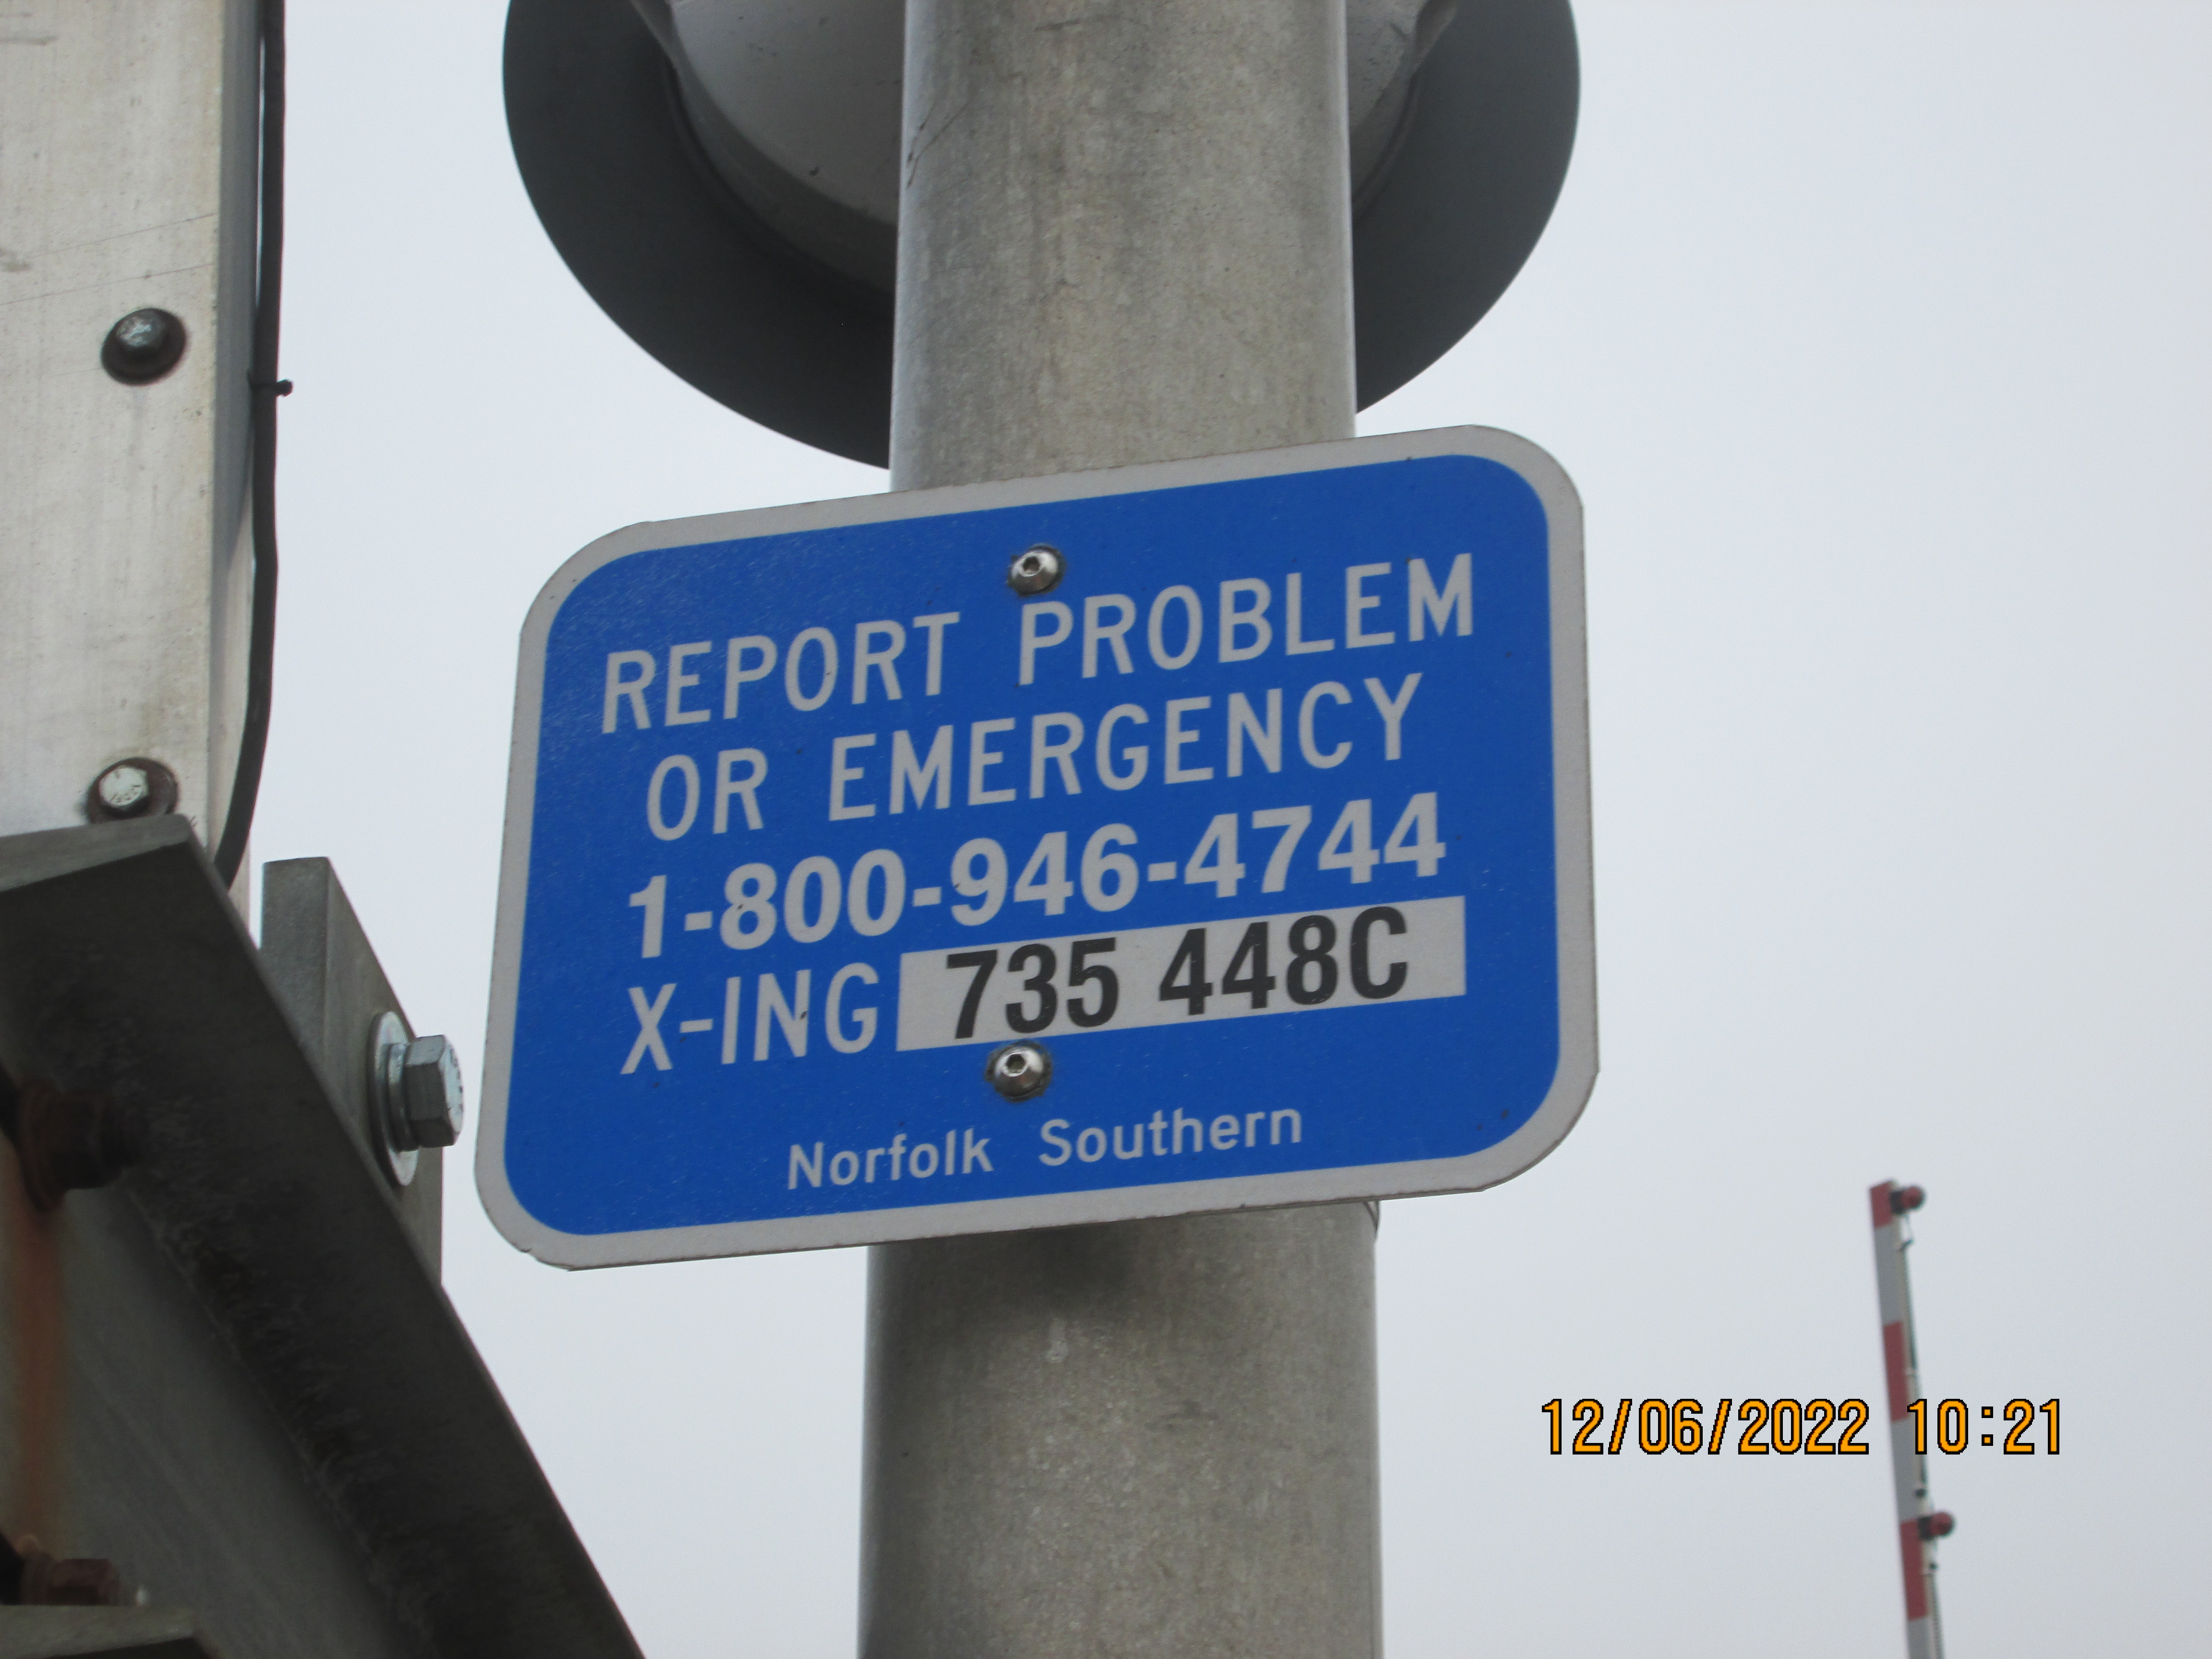 REPORT PROBLEM
OR EMERGENCY
1-800-946-4744
X-ING 735 448C
Norfolk Southern
12/06/2022 10:21